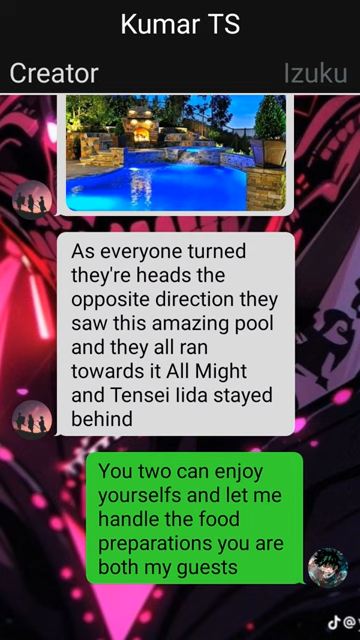 Kumar TS
Creator
Izuku
As everyone turned
they're heads the
opposite direction they
saw this amazing pool
and they all ran
towards it All Might
and Tensei Iida stayed
behind
You two can enjoy
yourselfs and let me
handle the food
preparations you are
both my guests
@